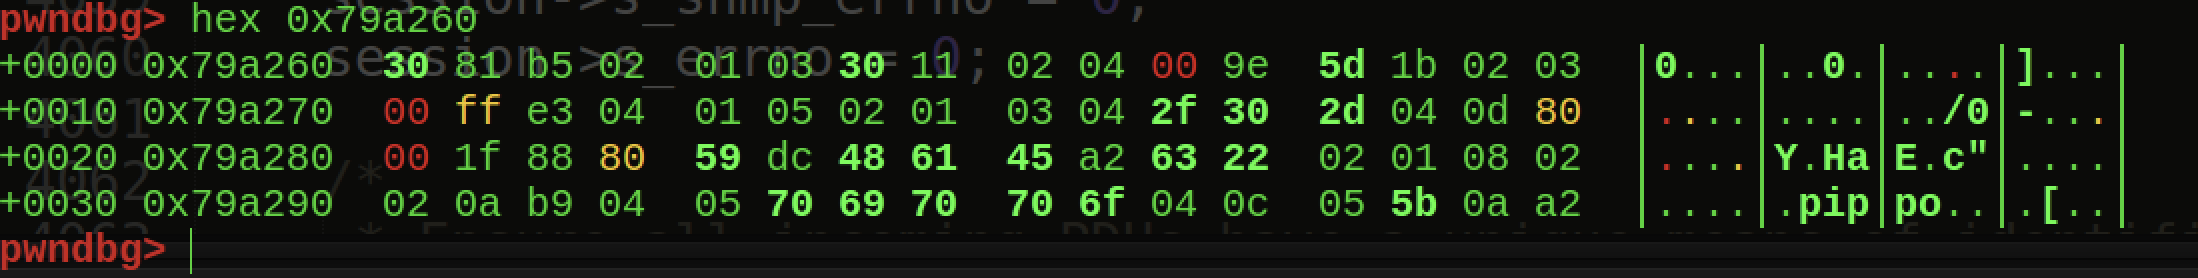 pwndbg> hex 0x79a260
+0000 0x79a260 30 81 b5 02 01 03 30 11 02 04 00 9e 5d 1b 02 03 |0...|..0.|....|]...|
+0010 0x79a270 00 ff e3 04 01 05 02 01 03 04 2f 30 2d 04 0d 80 |....|....|../0|-...|
+0020 0x79a280 00 1f 88 80 59 dc 48 61 45 a2 63 22 02 01 08 02 |....|Y.Ha|E.c"|....|
+0030 0x79a290 02 0a b9 04 05 70 69 70 70 6f 04 0c 05 5b 0a a2 |....|.pip|po..|.[..|
pwndbg>